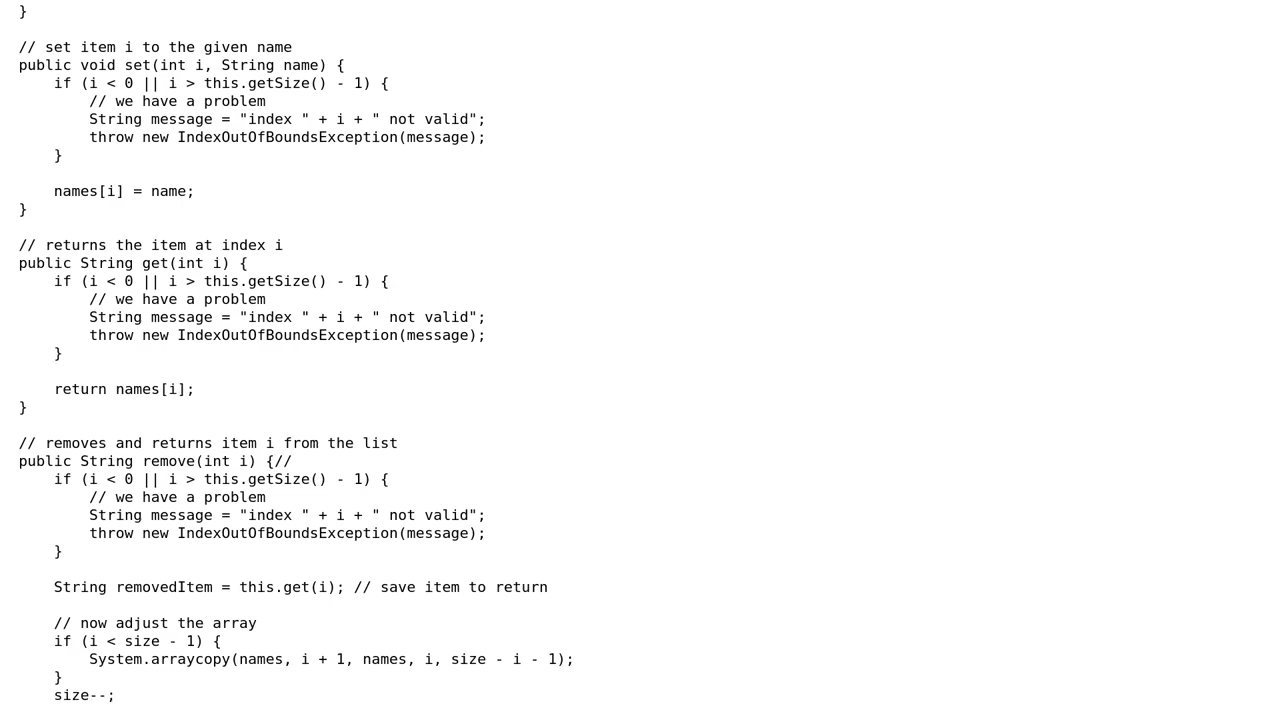 }

// set item i to the given name
public void set(int i, String name) {
    if (i < 0 || i > this.getSize() - 1) {
        // we have a problem
        String message = "index " + i + " not valid";
        throw new IndexOutOfBoundsException(message);
    }

    names[i] = name;
}

// returns the item at index i
public String get(int i) {
    if (i < 0 || i > this.getSize() - 1) {
        // we have a problem
        String message = "index " + i + " not valid";
        throw new IndexOutOfBoundsException(message);
    }

    return names[i];
}

// removes and returns item i from the list
public String remove(int i) {//
    if (i < 0 || i > this.getSize() - 1) {
        // we have a problem
        String message = "index " + i + " not valid";
        throw new IndexOutOfBoundsException(message);
    }

    String removedItem = this.get(i); // save item to return

    // now adjust the array
    if (i < size - 1) {
        System.arraycopy(names, i + 1, names, i, size - i - 1);
    }
    size--;